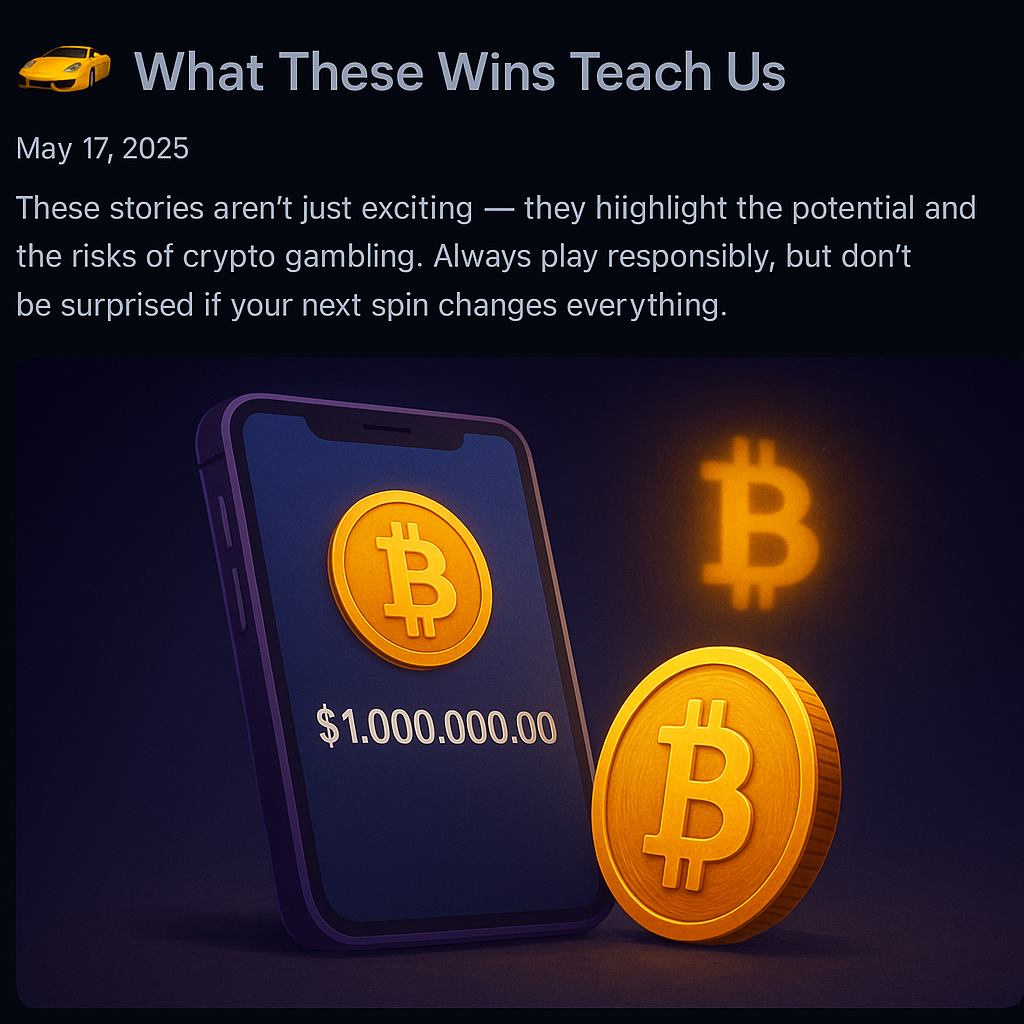 What These Wins Teach Us
May 17, 2025
These stories aren’t just exciting — they hiighlight the potential and
the risks of crypto gambling. Always play responsibly, but don’t
be surprised if your next spin changes everything.
$1.000.000.00